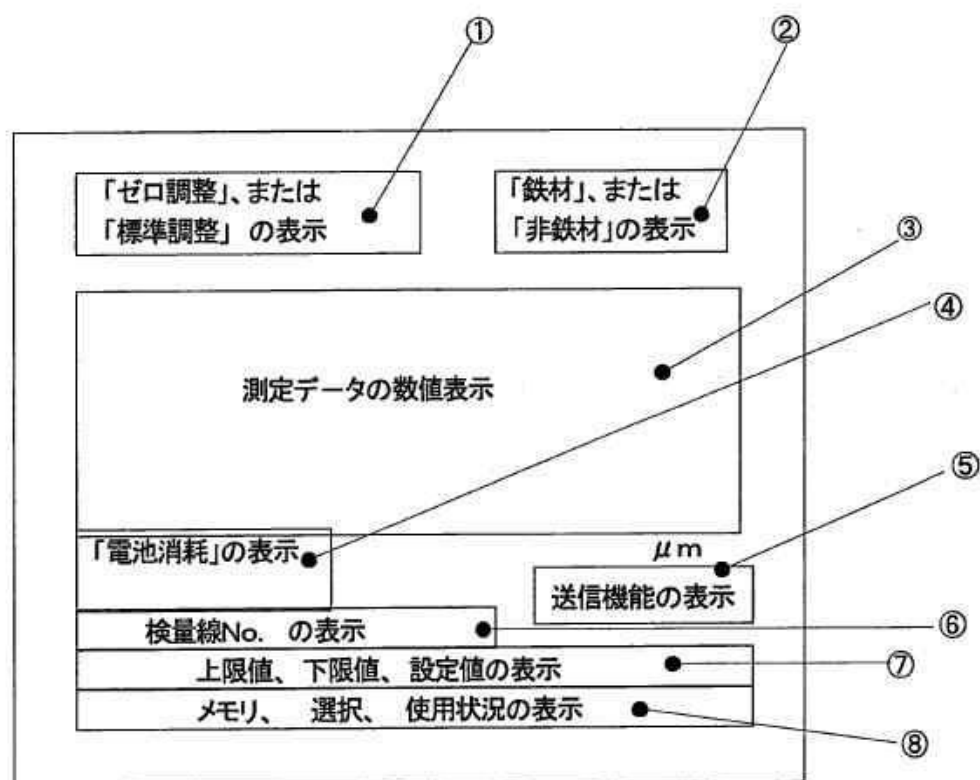 ①
②
「ゼロ調整」、または
「標準調整」 の表示
「鉄材」、または
「非鉄材」の表示
③
④
測定データの数値表示
⑤
「電池消耗」の表示
μm
送信機能の表示
検量線No. の表示
⑥
上限値、下限値、設定値の表示
⑦
メモリ、 選択、 使用状況の表示
⑧